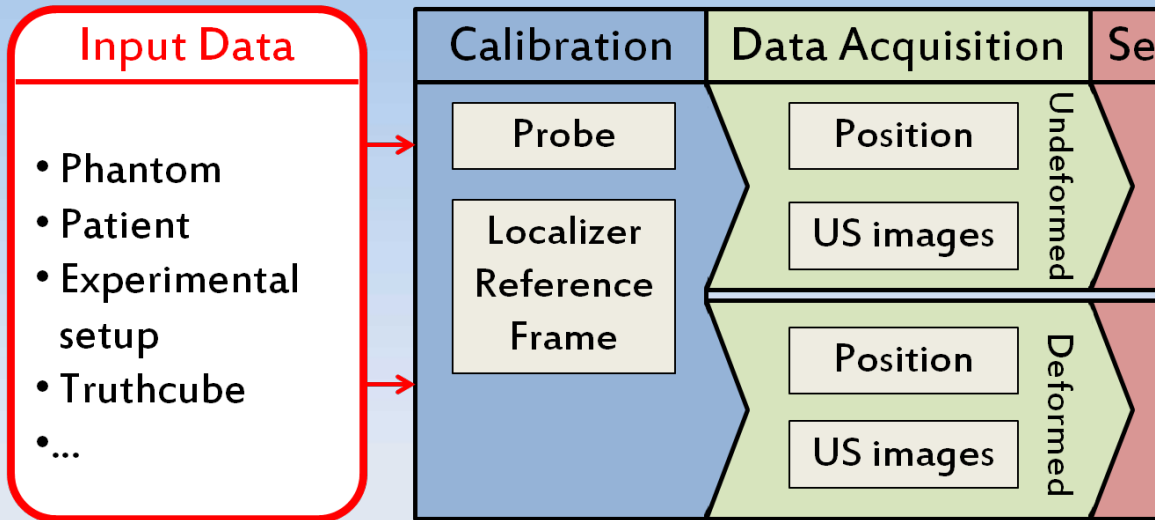 Input Data
• Phantom
• Patient
• Experimental
setup
• Truthcube
•...
Calibration
Probe
Localizer
Reference
Frame
Data Acquisition
Position
US images
Undeformed
Position
US images
Deformed
Se